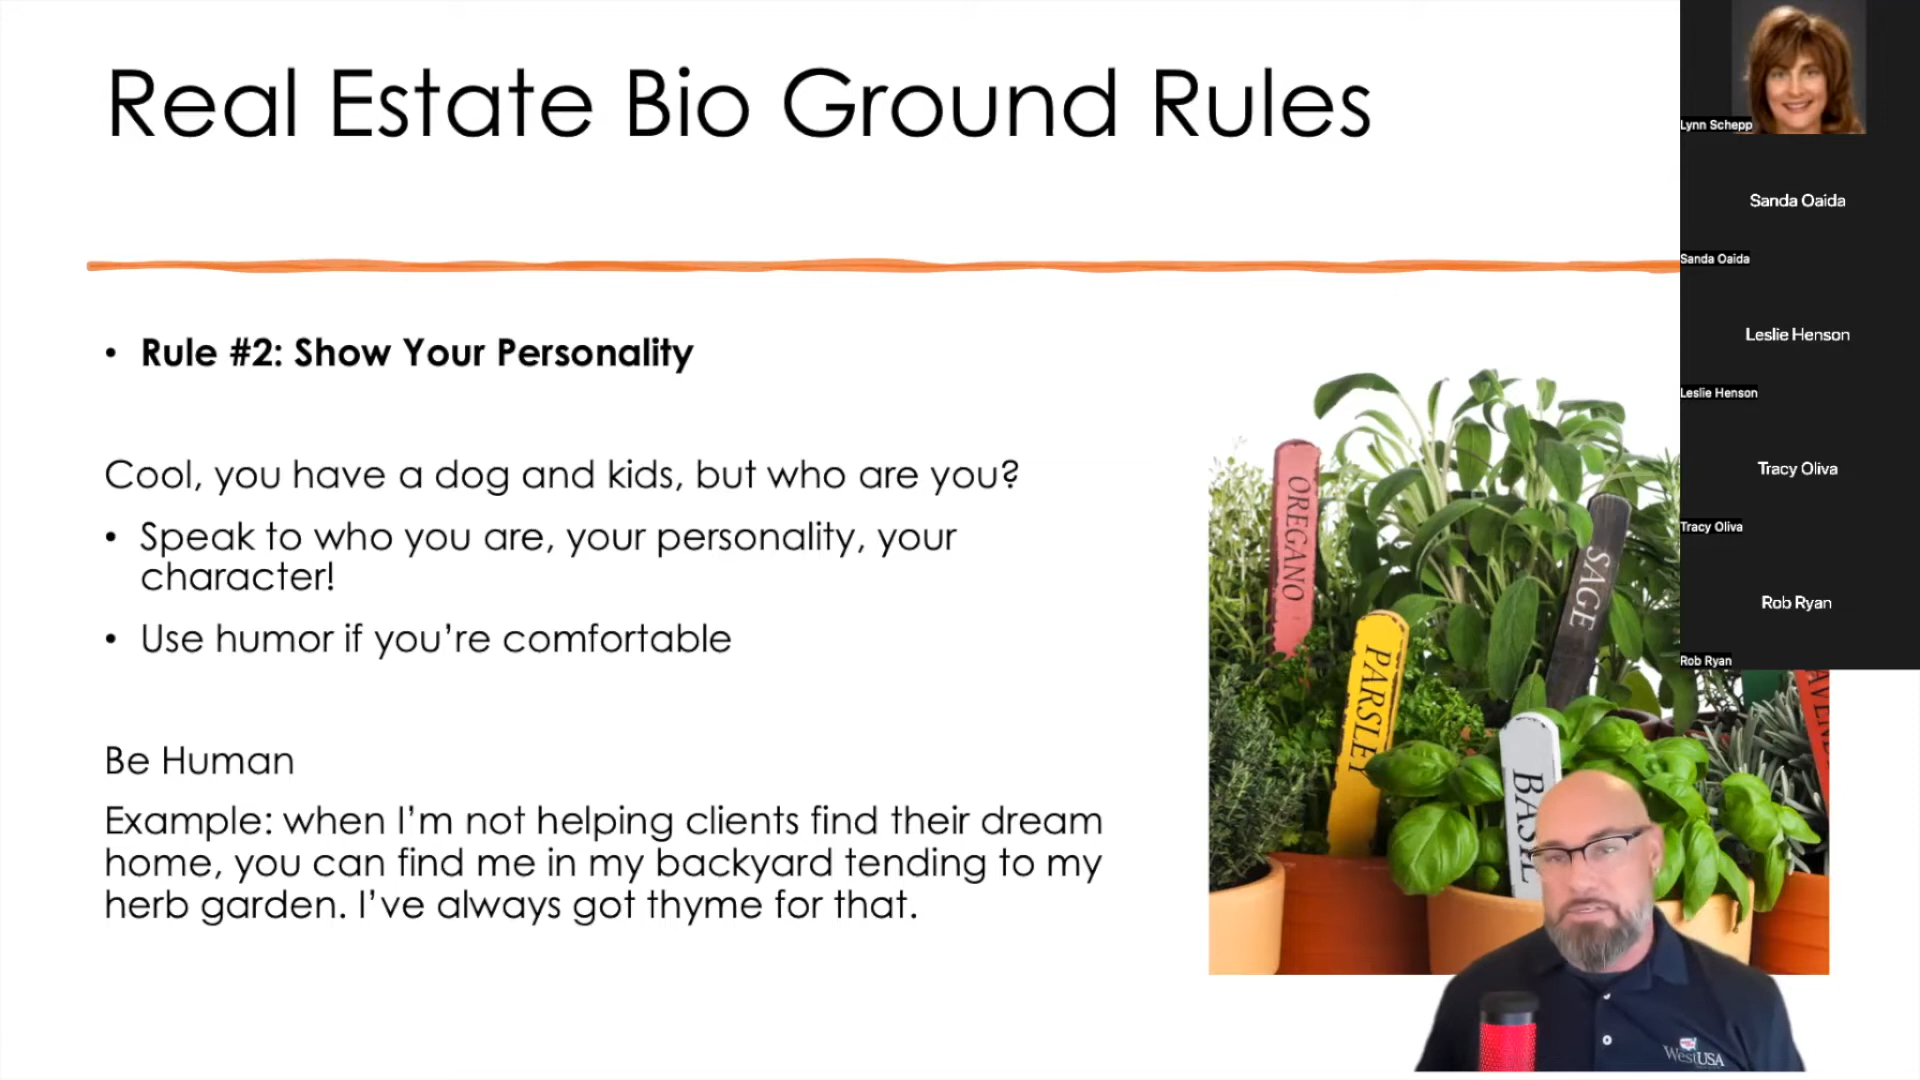 Real Estate Bio Ground Rules
• Rule #2: Show Your Personality
Cool, you have a dog and kids, but who are you?
• Speak to who you are, your personality, your
character!
• Use humor if you’re comfortable
Be Human
Example: when I’m not helping clients find their dream
home, you can find me in my backyard tending to my
herb garden. I’ve always got thyme for that.
OREGANO
SAGE
PARSLEY
BASIL
WestUSA
Lynn Schepp
Sanda Oaida
Sanda Oaida
Leslie Henson
Leslie Henson
Tracy Oliva
Tracy Oliva
Rob Ryan
Rob Ryan